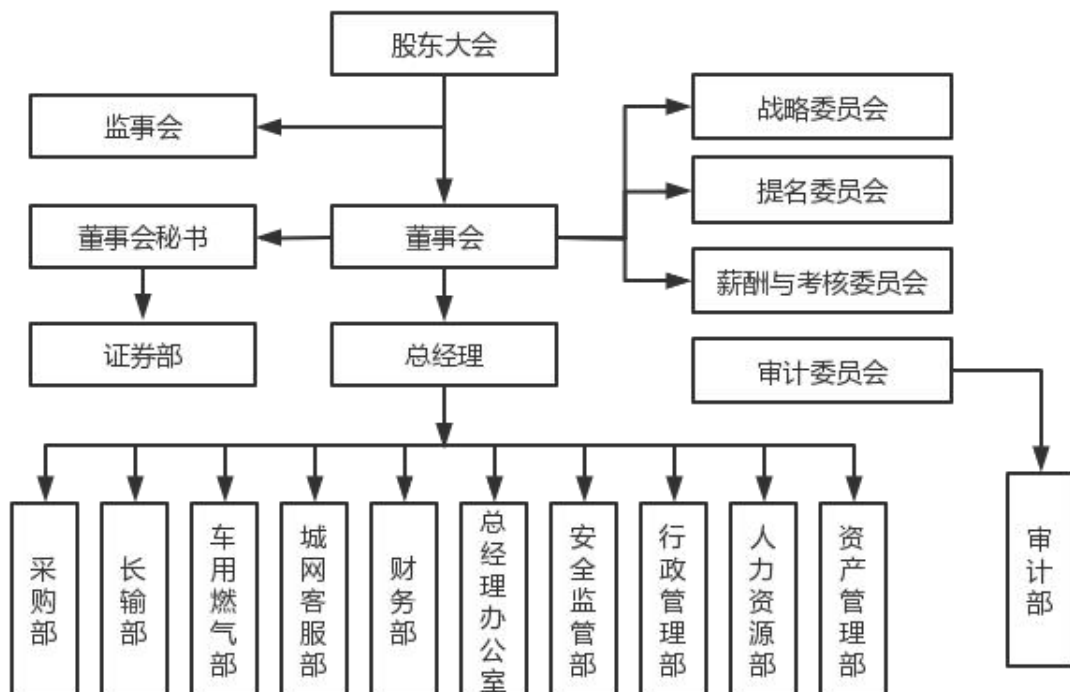 股东大会
监事会
战略委员会
提名委员会
董事会秘书
董事会
薪酬与考核委员会
证券部
总经理
审计委员会
采购部
长输部
车用燃气部
城网客服部
财务部
总经理办公室
安全监管部
行政管理部
人力资源部
资产管理部
审计部